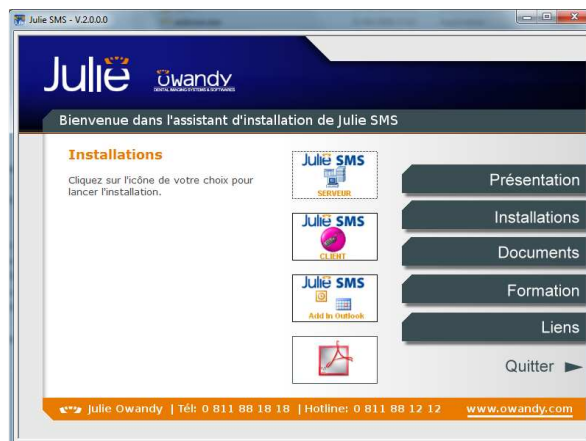 Julie SMS - V.2.0.0.0
Julie
Owandy
DENTAL IMAGING SYSTEMS & SOFTWARES
Bienvenue dans l'assistant d'installation de Julie SMS
Installations
Cliquez sur l'icône de votre choix pour
lancer l'installation.
Julie SMS
SERVEUR
Julie SMS
CLIENT
Julie SMS
Add In Outlook
Présentation
Installations
Documents
Formation
Liens
Quitter
Julie Owandy | Tél: 0 811 88 18 18 | Hotline: 0 811 88 12 12 www.owandy.com